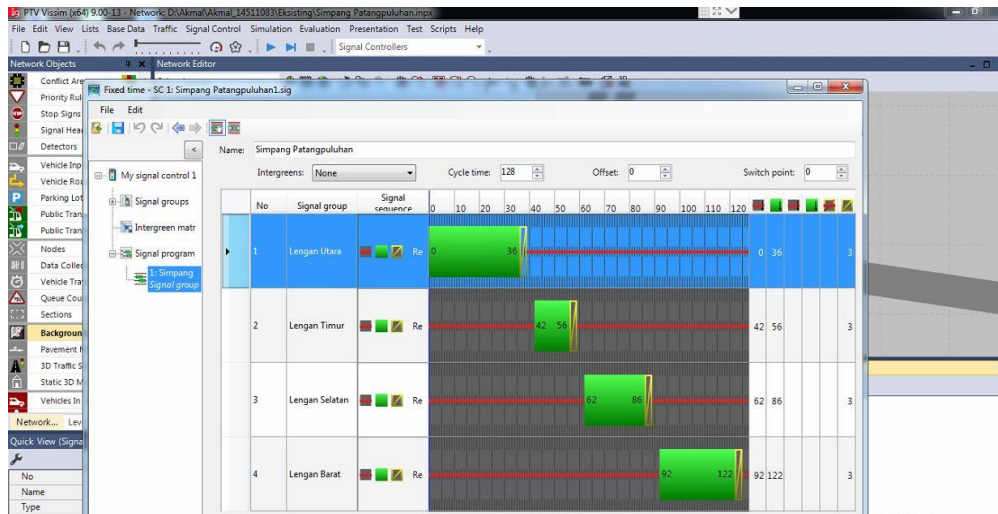 PTV Vissim (x64) 9.00-13 - Network: D:\Akmal\Akmal_14511083\Eksisting\Simpang Patangpuluhan.inpx
File Edit View Lists Base Data Traffic Signal Control Simulation Evaluation Presentation Test Scripts Help
Signal Controllers
Network Objects
Network Editor
Conflict Are
Priority Rul
Stop Signs
Signal Hea
Detectors
Vehicle Inp
Vehicle Rou
Parking Lot
Public Tran
Public Tran
Nodes
Data Collec
Vehicle Tra
Queue Cou
Sections
Backgroun
Pavement M
3D Traffic S
Static 3D M
Vehicles In
Network... Lev
Quick View (Signa
No
Name
Type
Fixed time - SC 1: Simpang Patangpuluhan1.sig
File Edit
Name: Simpang Patangpuluhan
Intergreens: None Cycle time: 128 Offset: 0 Switch point: 0
My signal control 1
Signal groups
Intergreen matr
Signal program
1: Simpang
Signal group
No Signal group Signal sequence 0 10 20 30 40 50 60 70 80 90 100 110 120
1 Lengan Utara Re 0 36 0 36 3
2 Lengan Timur Re 42 56 42 56 3
3 Lengan Selatan Re 62 86 62 86 3
4 Lengan Barat Re 92 122 92 122 3